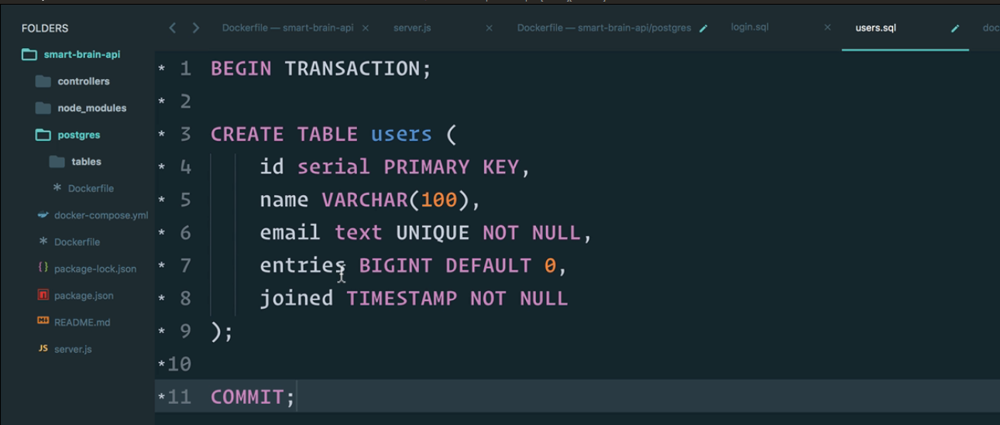 FOLDERS
smart-brain-api
controllers
node_modules
postgres
tables
Dockerfile
docker-compose.yml
Dockerfile
package-lock.json
package.json
README.md
JS server.js
Dockerfile — smart-brain-api
server.js
Dockerfile — smart-brain-api/postgres
login.sql
users.sql
doc
* 1 BEGIN TRANSACTION;
* 2
* 3 CREATE TABLE users (
* 4 id serial PRIMARY KEY,
* 5 name VARCHAR(100),
* 6 email text UNIQUE NOT NULL,
* 7 entries BIGINT DEFAULT 0,
* 8 joined TIMESTAMP NOT NULL
* 9 );
*10
*11 COMMIT;